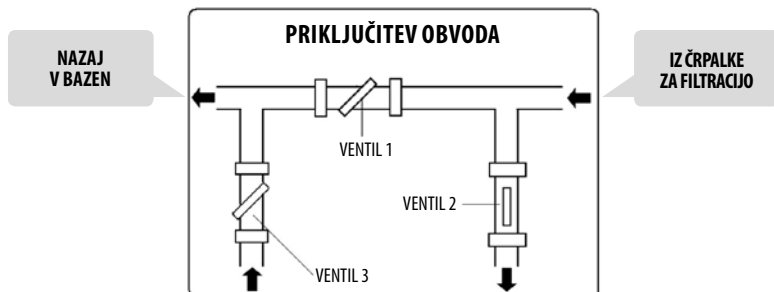 PRIKLJUČITEV OBVODA
NAZAJ
V BAZEN
IZ ČRPALKE
ZA FILTRACIJO
VENTIL 1
VENTIL 2
VENTIL 3